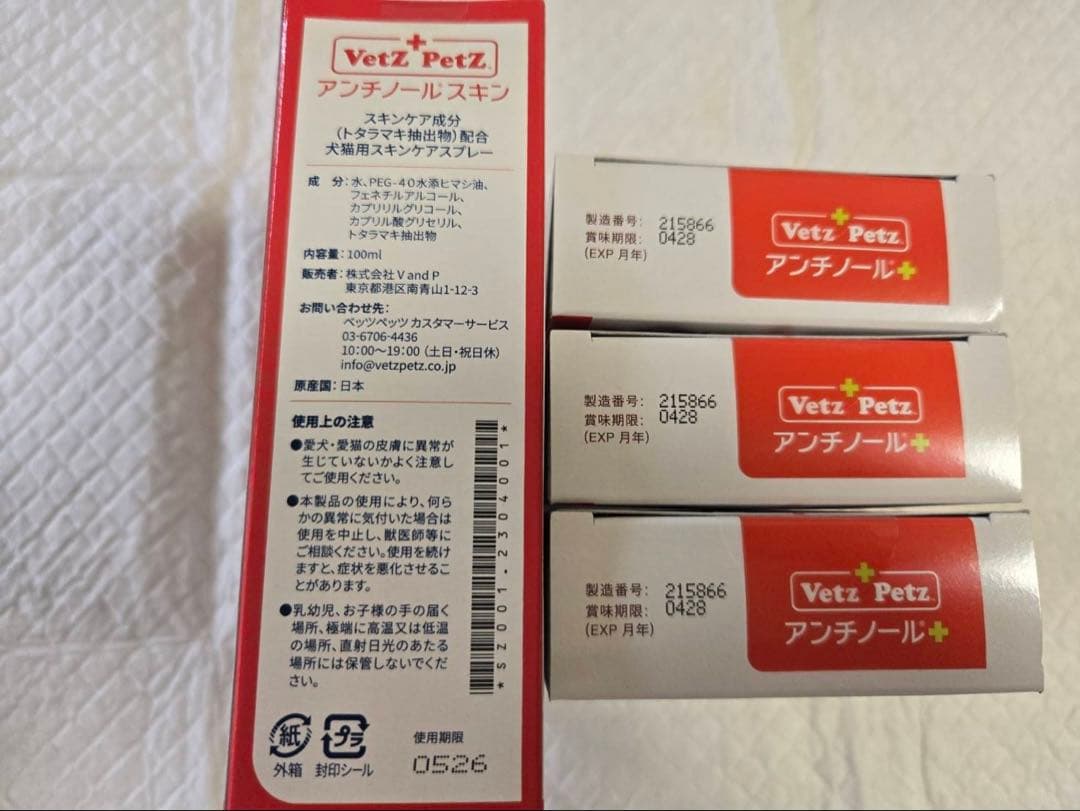 VetZ PetZ
アンチノール スキン
スキンケア成分
(トタラマキ抽出物)配合
犬猫用スキンケアスプレー
成 分:水、PEG-40水添ヒマシ油、
フェネチルアルコール、
カプリリルグリコール、
カプリル酸グリセリル、
トタラマキ抽出物
内容量:100ml
販売者:株式会社 V and P
東京都港区南青山1-12-3
お問い合わせ先:
ベッツペッツ カスタマーサービス
03-6706-4436
10:00〜19:00 (土日・祝日休)
info@vetzpetz.co.jp
原産国:日本
使用上の注意
●愛犬・愛猫の皮膚に異常が
生じていないかよく注意し
てご使用ください。
●本製品の使用により、何ら
かの異常に気付いた場合は
使用を中止し、獣医師等に
ご相談ください。使用を続け
ますと、症状を悪化させるこ
とがあります。
●乳幼児、お子様の手の届く
場所、極端に高温又は低温
の場所、直射日光のあたる
場所には保管しないでくだ
さい。
*SZ001-2304001*
紙
外箱
プラ
封印シール
使用期限
0526
製造番号: 215866
賞味期限: 0428
(EXP 月年)
Vetz Petz
アンチノール+
製造番号: 215866
賞味期限: 0428
(EXP 月年)
Vetz Petz
アンチノール+
製造番号: 215866
賞味期限: 0428
(EXP 月年)
Vetz Petz
アンチノール+